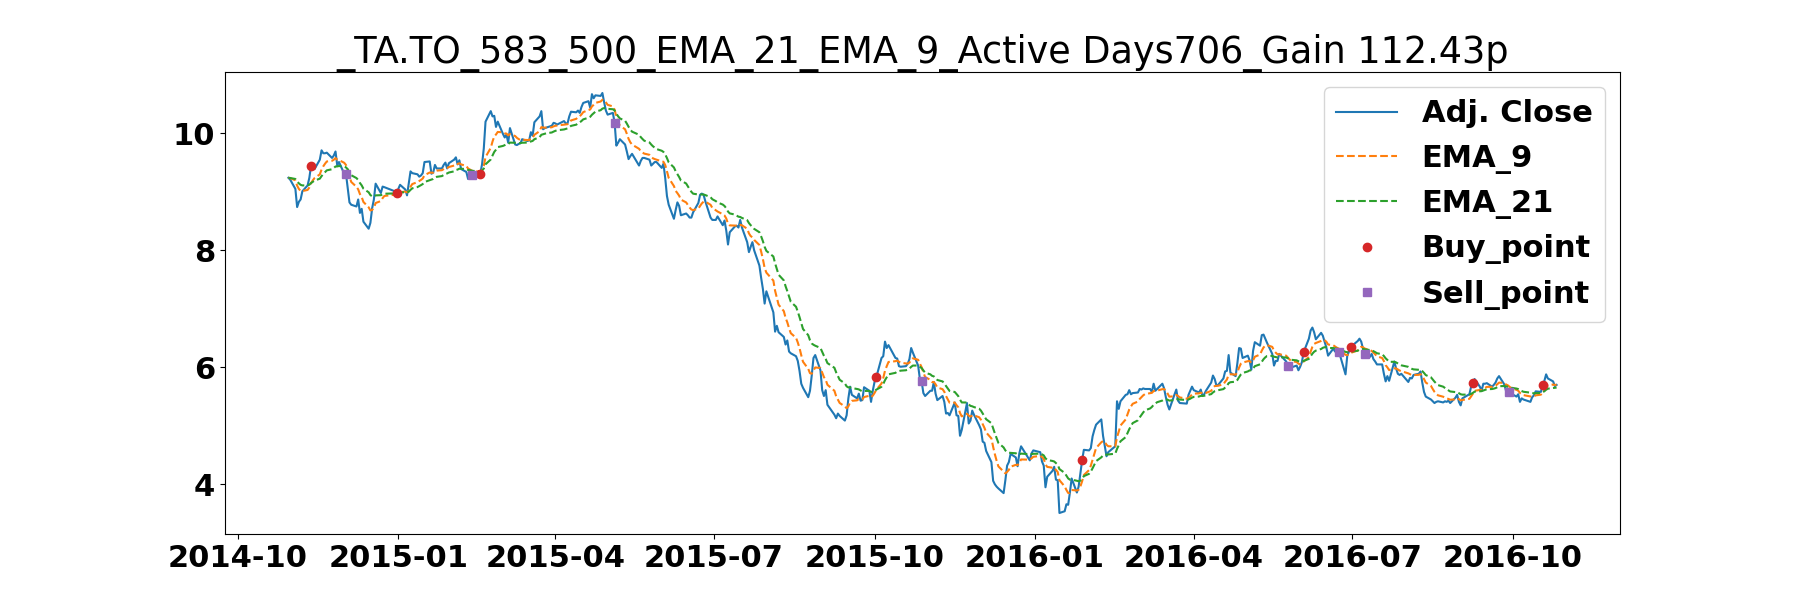 _TA.TO_583_500_EMA_21_EMA_9_Active Days706_Gain 112.43p
Adj. Close
EMA_9
EMA_21
Buy_point
Sell_point
10
8
6
4
2014-10 2015-01 2015-04 2015-07 2015-10 2016-01 2016-04 2016-07 2016-10